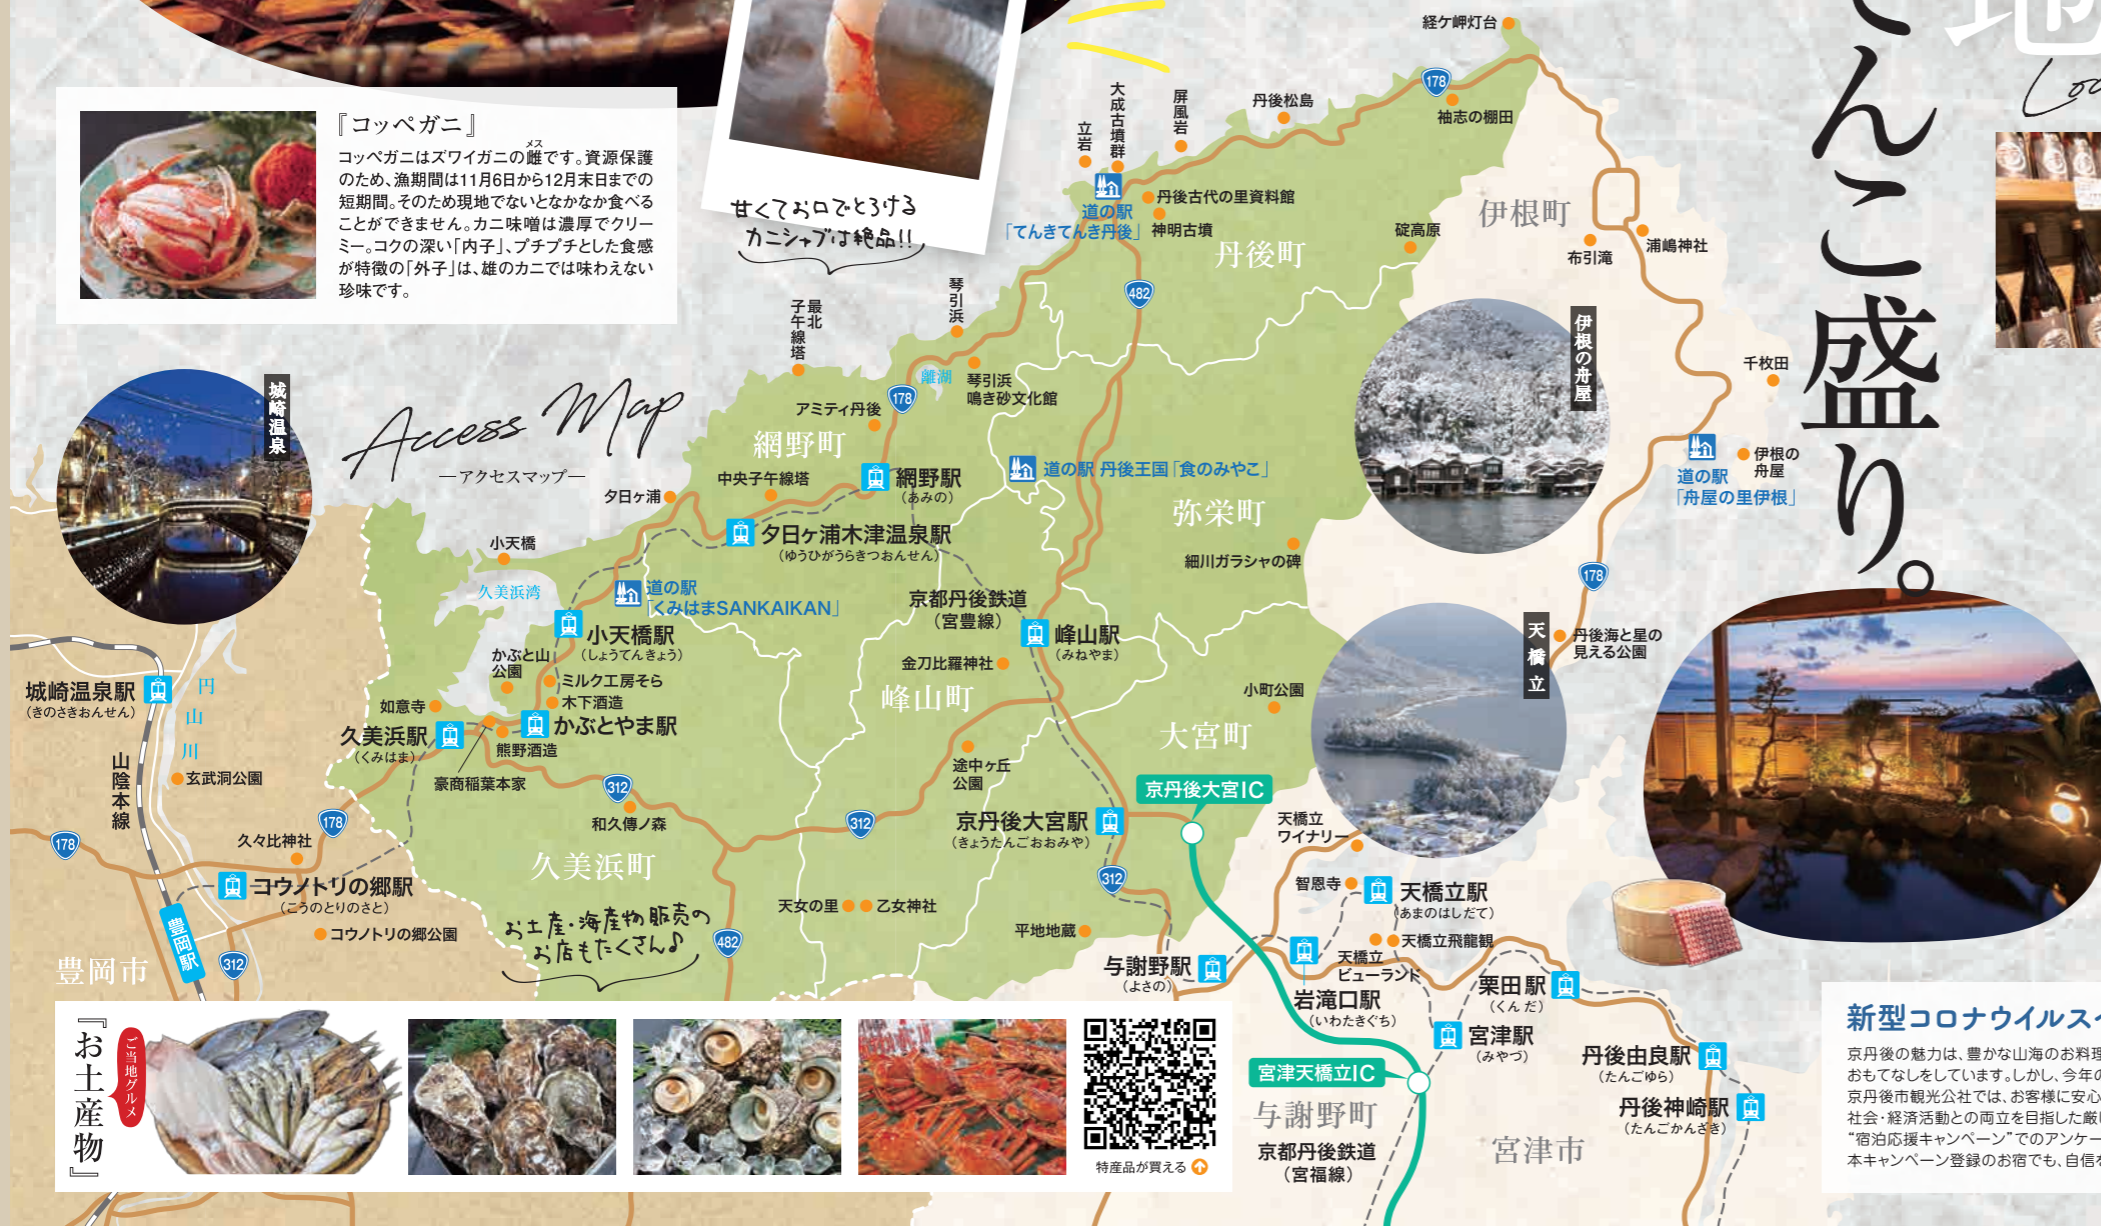 『コッペガニ』
メス
コッペガニはズワイガニの雌です。資源保護
のため、漁期間は11月6日から12月末日までの
短期間。そのため現地でないとなかなか食べる
ことができません。カニ味噌は濃厚でクリー
ミー。コクの深い「内子」、プチプチとした食感
が特徴の「外子」は、雄のカニでは味わえない
珍味です。
甘くてお口でとろける
カニシャブは絶品!!
てんこ盛り。
地
経ケ岬灯台
178
袖志の棚田
丹後松島
屏風岩
大成古墳群
立岩
丹後古代の里資料館
道の駅
「てんきてんき丹後」
神明古墳
丹後町
碇高原
伊根町
布引滝
浦嶋神社
482
琴引浜
最北
子午線塔
離湖
琴引浜
鳴き砂文化館
178
アミティ丹後
網野町
伊根の舟屋
千枚田
城崎温泉
Access Map
―アクセスマップ―
中央子午線塔
網野駅
(あみの)
夕日ヶ浦
道の駅 丹後王国「食のみやこ」
道の駅
「舟屋の里伊根」
伊根の
舟屋
弥栄町
夕日ヶ浦木津温泉駅
(ゆうひがうらきつおんせん)
小天橋
細川ガラシャの碑
178
久美浜湾
道の駅
「くみはまSANKAIKAN」
京都丹後鉄道
(宮豊線)
小天橋駅
(しょうてんきょう)
峰山駅
(みねやま)
天橋立
丹後海と星の
見える公園
かぶと山
公園
ミルク工房そら
木下酒造
金刀比羅神社
峰山町
小町公園
城崎温泉駅
(きのさきおんせん)
円山川
如意寺
久美浜駅
(くみはま)
かぶとやま駅
熊野酒造
豪商稲葉本家
大宮町
山陰本線
玄武洞公園
途中ヶ丘
公園
312
和久傳ノ森
312
京丹後大宮IC
京丹後大宮駅
(きょうたんごおおみや)
天橋立
ワイナリー
178
178
久々比神社
久美浜町
312
智恩寺
天橋立駅
(あまのはしだて)
コウノトリの郷駅
(こうのとりのさと)
天女の里
乙女神社
コウノトリの郷公園
豊岡駅
豊岡市
312
お土産・海産物販売の
お店もたくさん♪
482
平地地蔵
天橋立飛龍観
天橋立
ビューランド
与謝野駅
(よさの)
岩滝口駅
(いわたきぐち)
栗田駅
(くんだ)
宮津駅
(みやづ)
丹後由良駅
(たんごゆら)
丹後神崎駅
(たんごかんざき)
宮津天橋立IC
与謝野町
京都丹後鉄道
(宮福線)
宮津市
『お土産物』
ご当地グルメ
特産品が買える
新型コロナウイルス
京丹後の魅力は、豊かな山海のお料理
おもてなしをしています。しかし、今年の
京丹後市観光公社では、お客様に安心
社会・経済活動との両立を目指した厳
“宿泊応援キャンペーン”でのアンケー
本キャンペーン登録のお宿でも、自信を